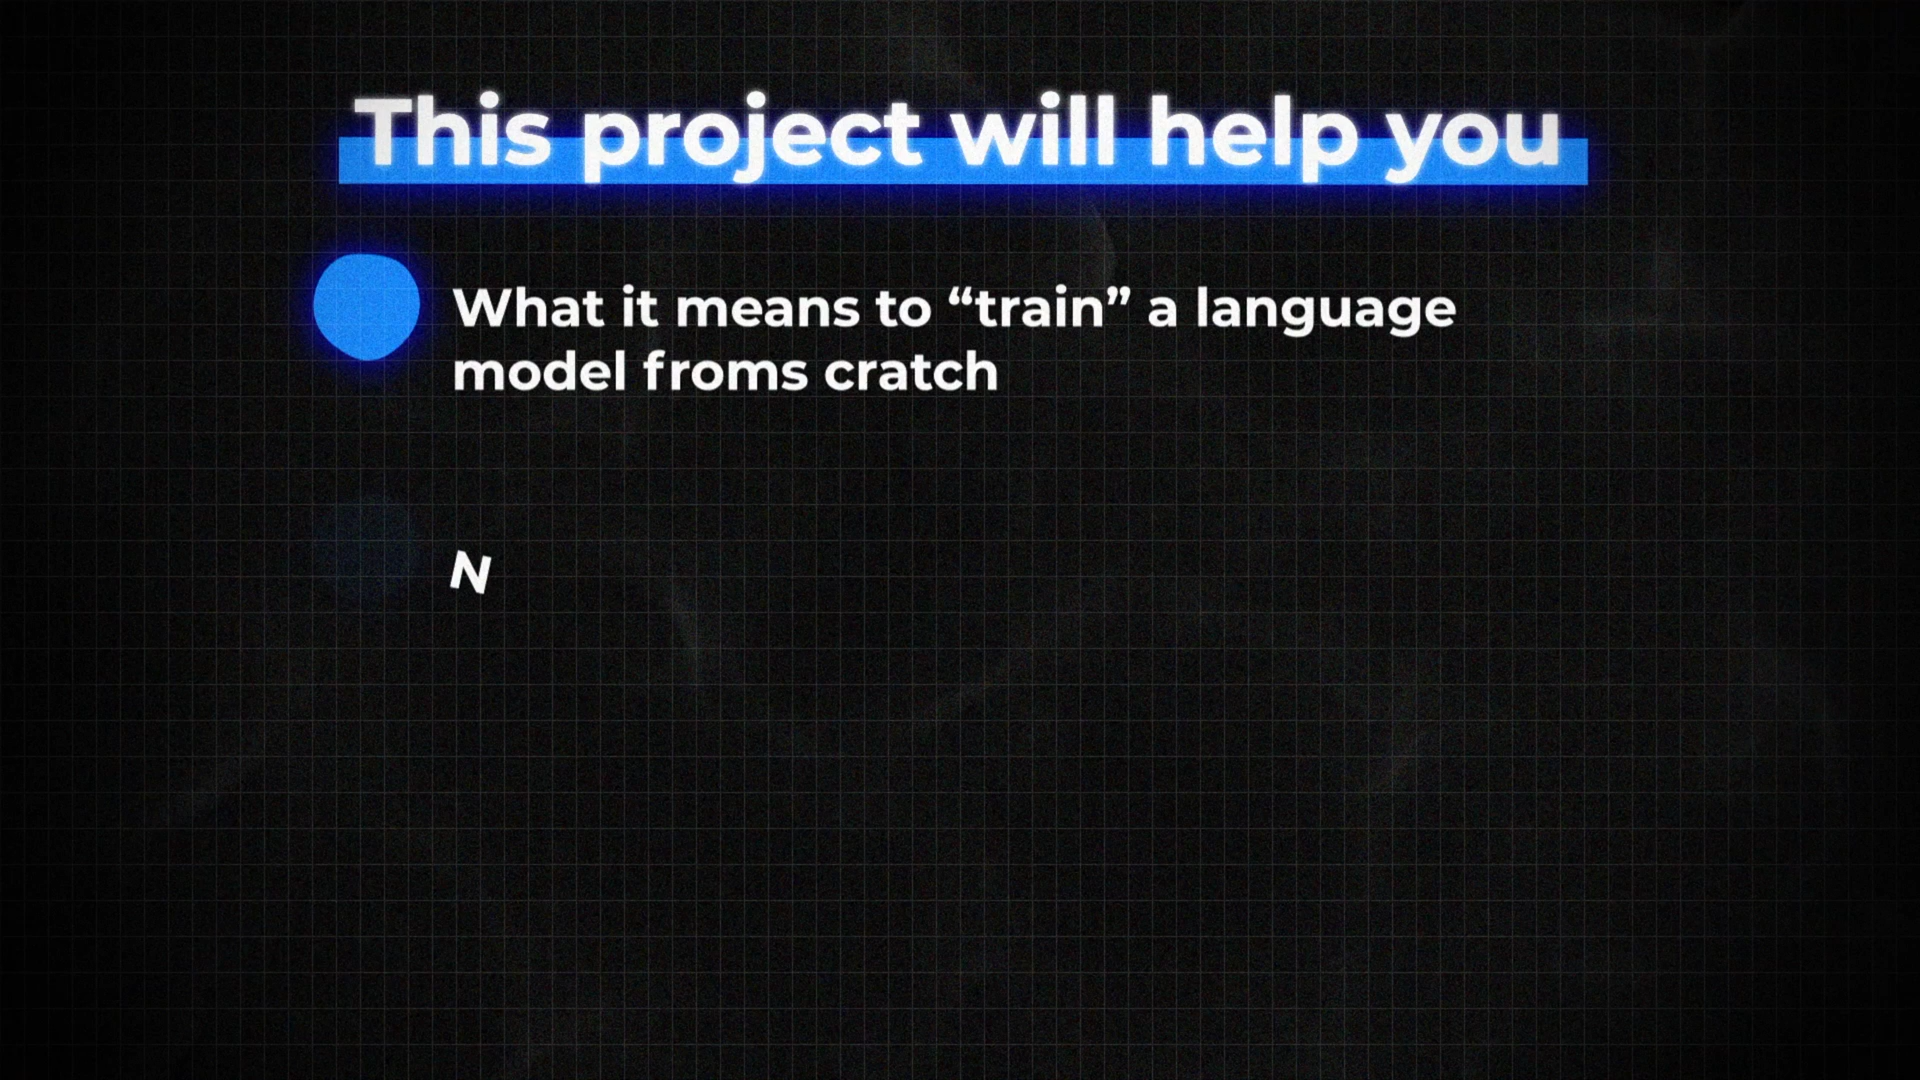 This project will help you
What it means to “train” a language
model froms cratch
N